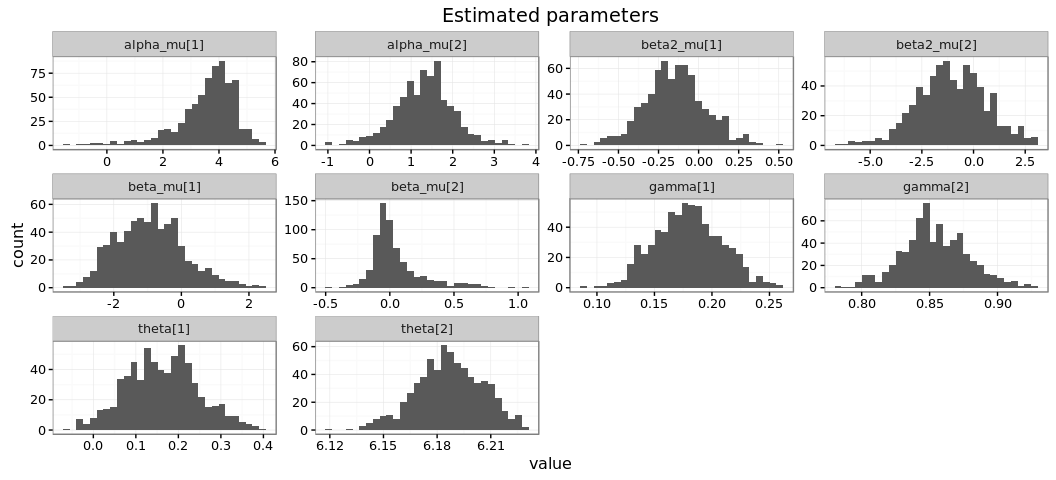 Estimated parameters
alpha_mu[1] alpha_mu[2] beta2_mu[1] beta2_mu[2]
75
50
25
0
0 2 4 6
80
60
40
20
0
-1 0 1 2 3 4
60
40
20
0
-0.75 -0.50 -0.25 0.00 0.25 0.50
40
20
0
-5.0 -2.5 0.0 2.5
beta_mu[1] beta_mu[2] gamma[1] gamma[2]
60
40
20
0
-2 0 2
150
100
50
0
-0.5 0.0 0.5 1.0
40
20
0
0.10 0.15 0.20 0.25
60
40
20
0
0.80 0.85 0.90
theta[1] theta[2]
40
20
0
0.0 0.1 0.2 0.3 0.4
60
40
20
0
6.12 6.15 6.18 6.21
count
value